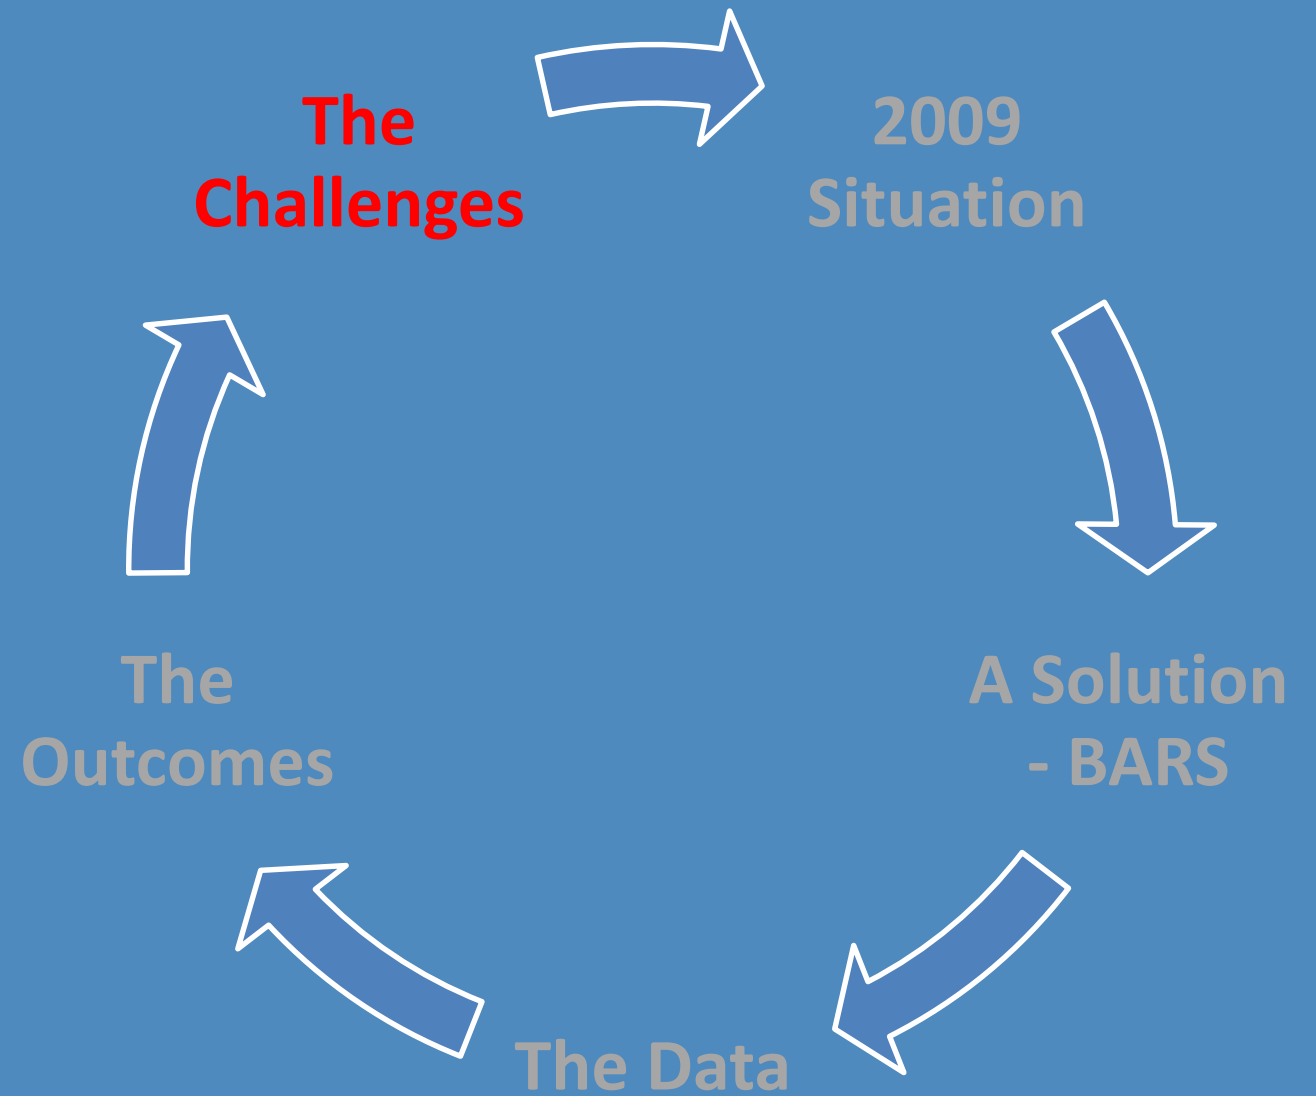 The
Challenges
2009
Situation
A Solution
- BARS
The Data
The
Outcomes